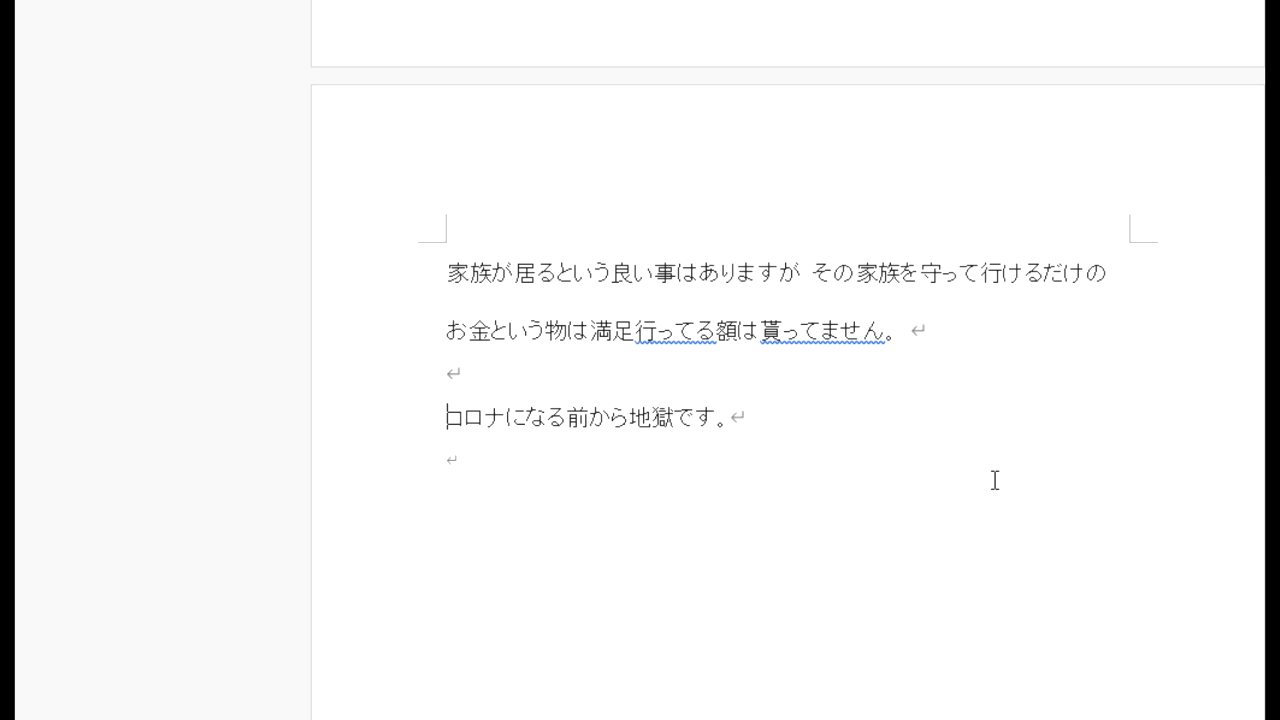 家族が居るという良い事はありますが その家族を守って行けるだけの
お金という物は満足行ってる額は貰ってません。
コロナになる前から地獄です。